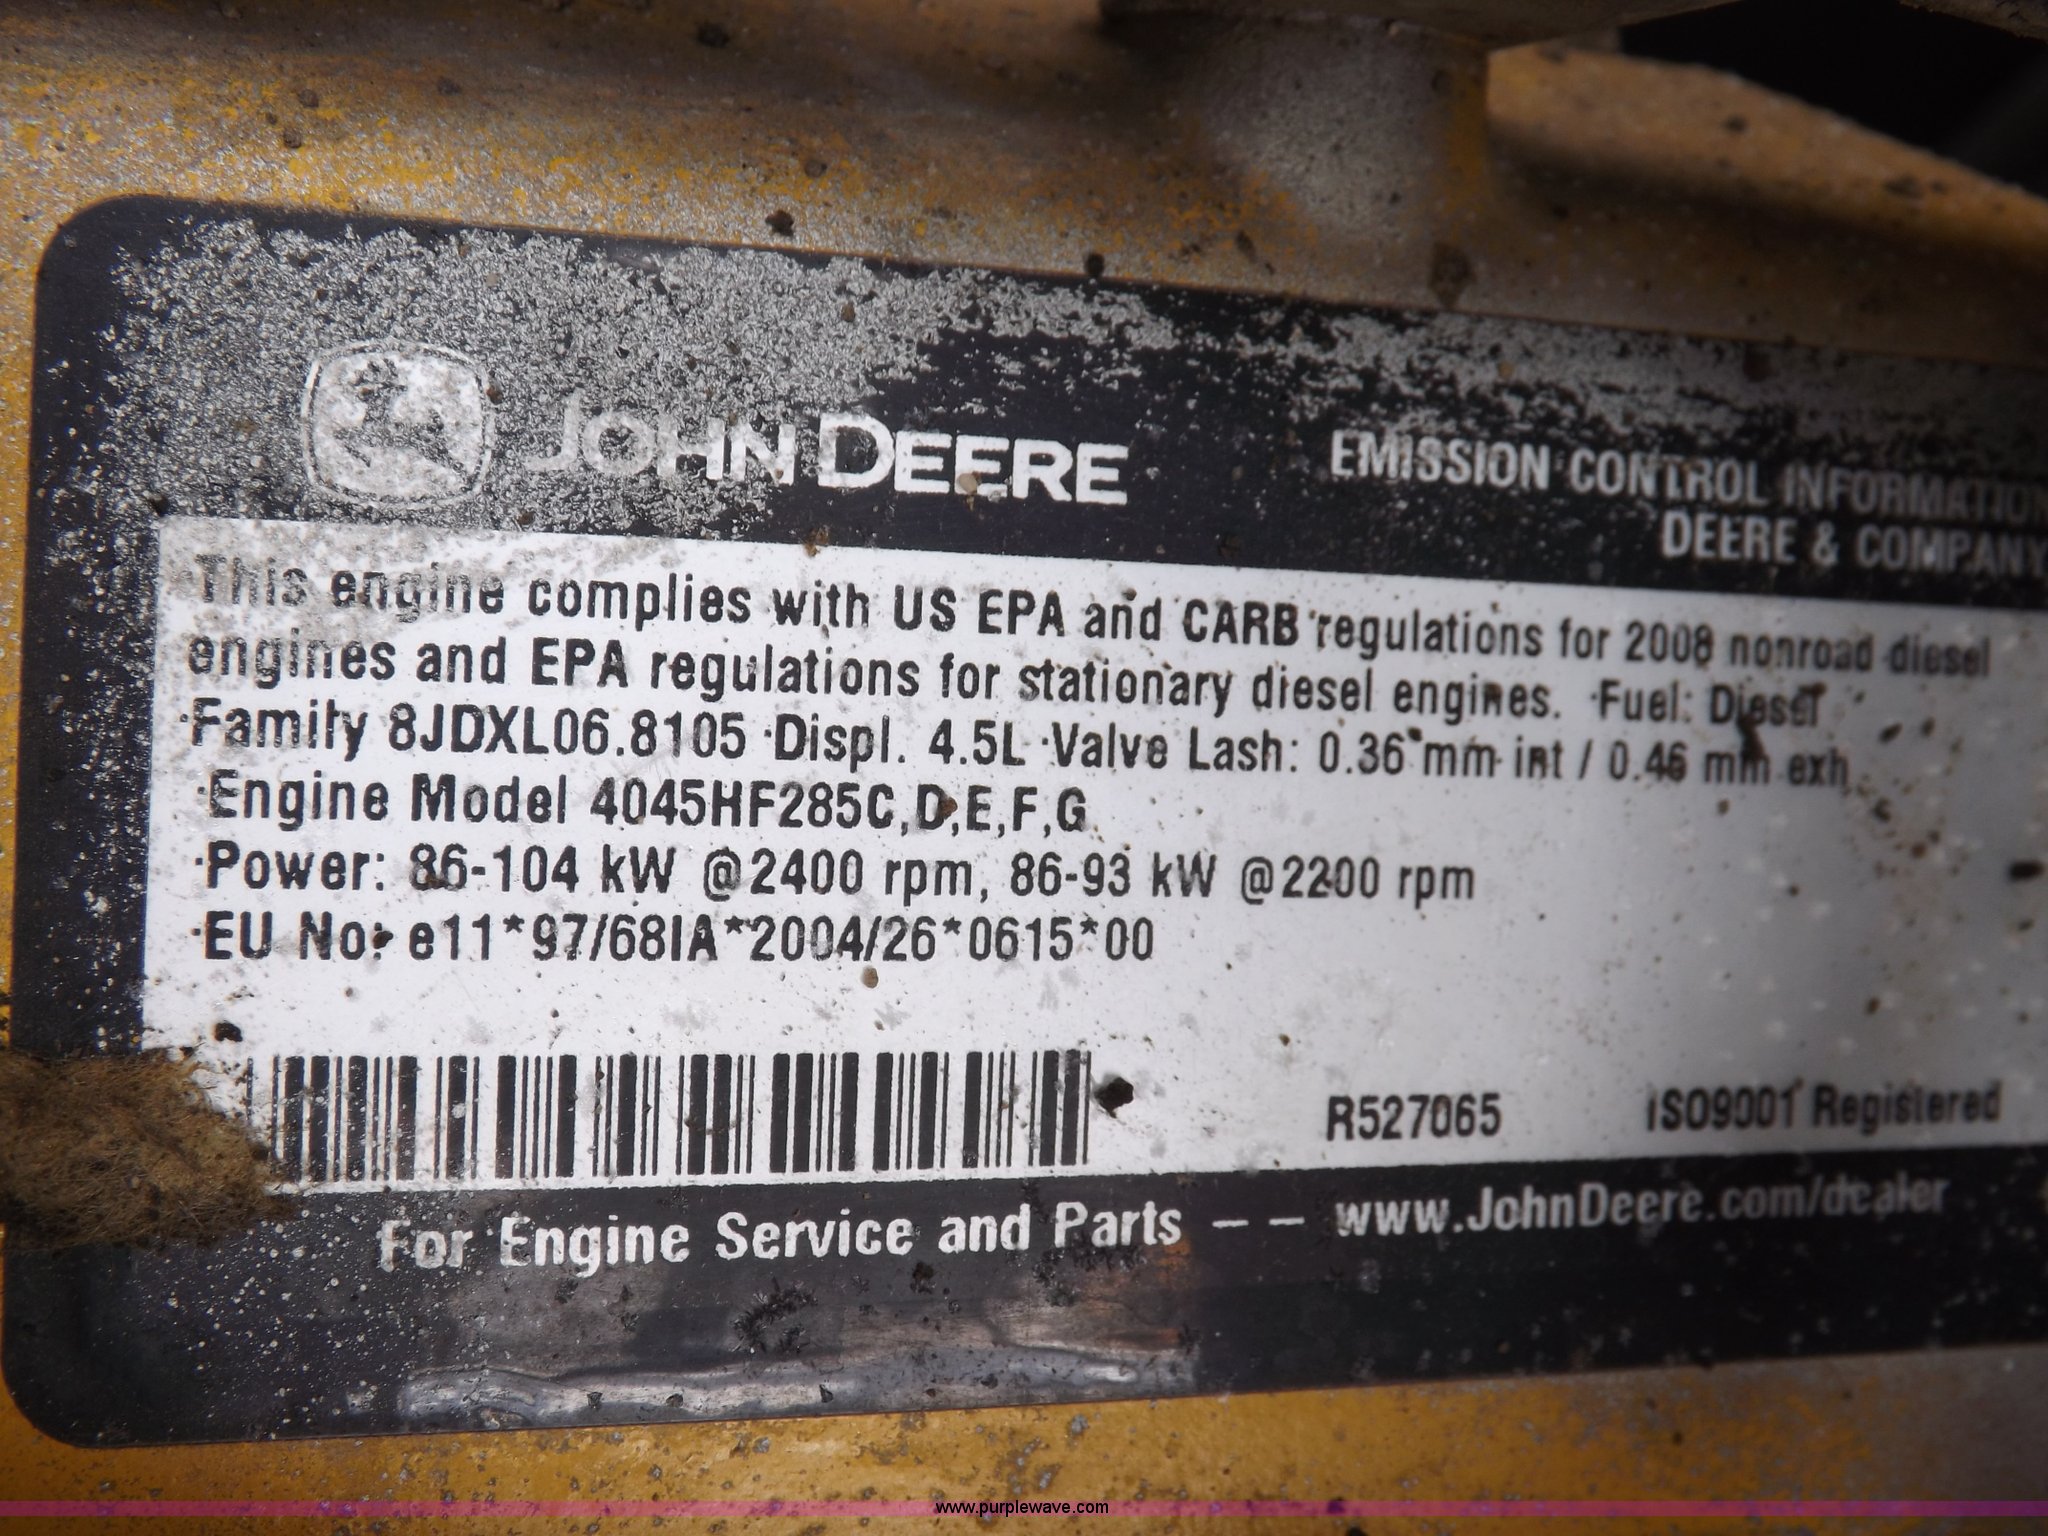 JOHN DEERE
EMISSION CONTROL INFORMATION
DEERE & COMPANY
This engine complies with US EPA and CARB regulations for 2008 nonroad diesel
engines and EPA regulations for stationary diesel engines. ·Fuel: Diesel
·Family 8JDXL06.8105 ·Displ. 4.5L ·Valve Lash: 0.36 mm int / 0.46 mm exh
·Engine Model 4045HF285C,D,E,F,G
·Power: 86-104 kW @2400 rpm, 86-93 kW @2200 rpm
·EU No: e11*97/68IA*2004/26*0615*00
R527065 ISO9001 Registered
For Engine Service and Parts -- www.JohnDeere.com/dealer
www.purplewave.com